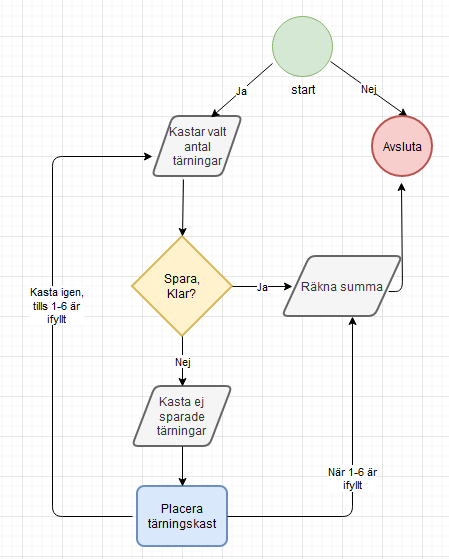 start
Ja
Nej
Kastar valt
antal
tärningar
Avsluta
Spara,
Klar?
Ja
Räkna summa
Kasta igen,
tills 1-6 är
ifyllt
Nej
Kasta ej
sparade
tärningar
När 1-6 är
ifyllt
Placera
tärningskast